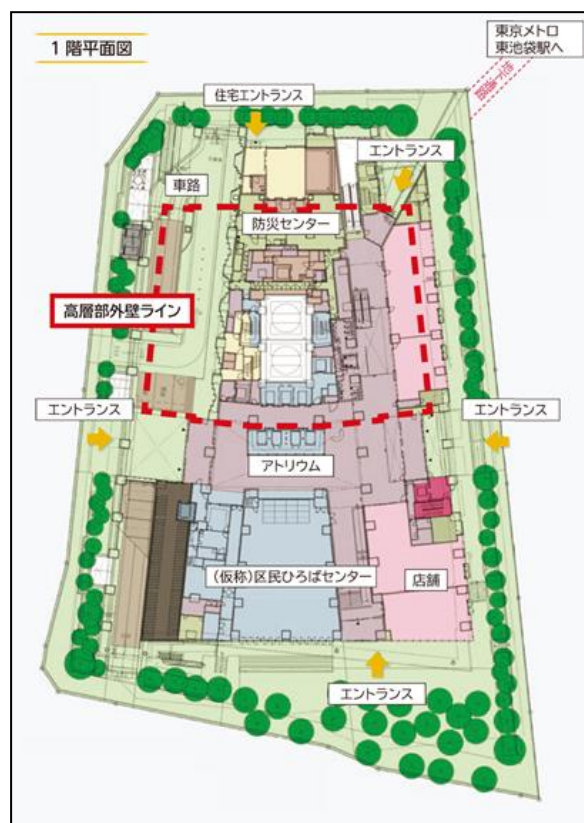 1階平面図
東京メトロ
東池袋駅へ
地下通路
住宅エントランス
エントランス
車路
防災センター
高層部外壁ライン
エントランス
エントランス
アトリウム
(仮称)区民ひろばセンター
店舗
エントランス